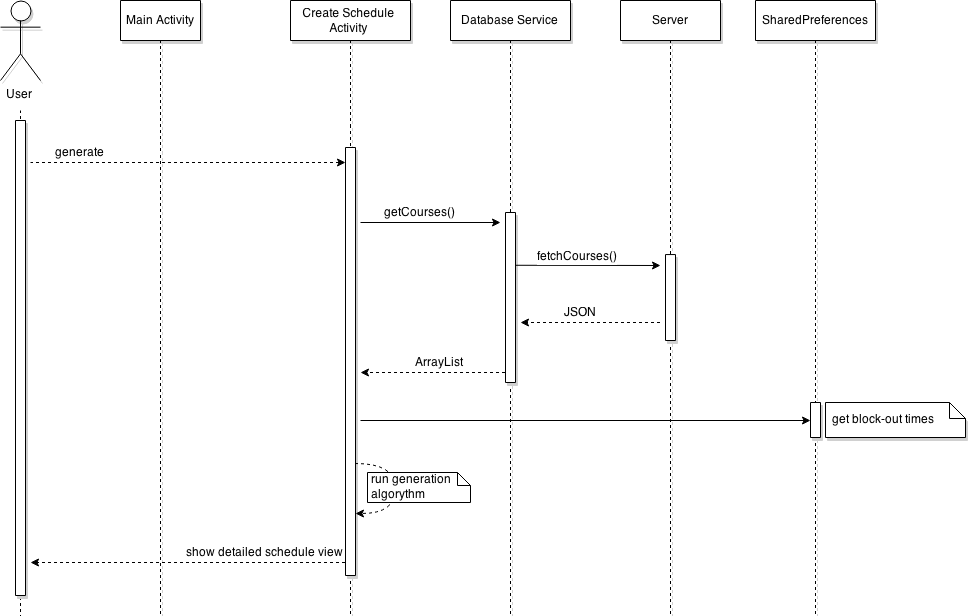 User
Main Activity
Create Schedule
Activity
Database Service
Server
SharedPreferences
generate
getCourses()
fetchCourses()
JSON
ArrayList
get block-out times
run generation
algorythm
show detailed schedule view